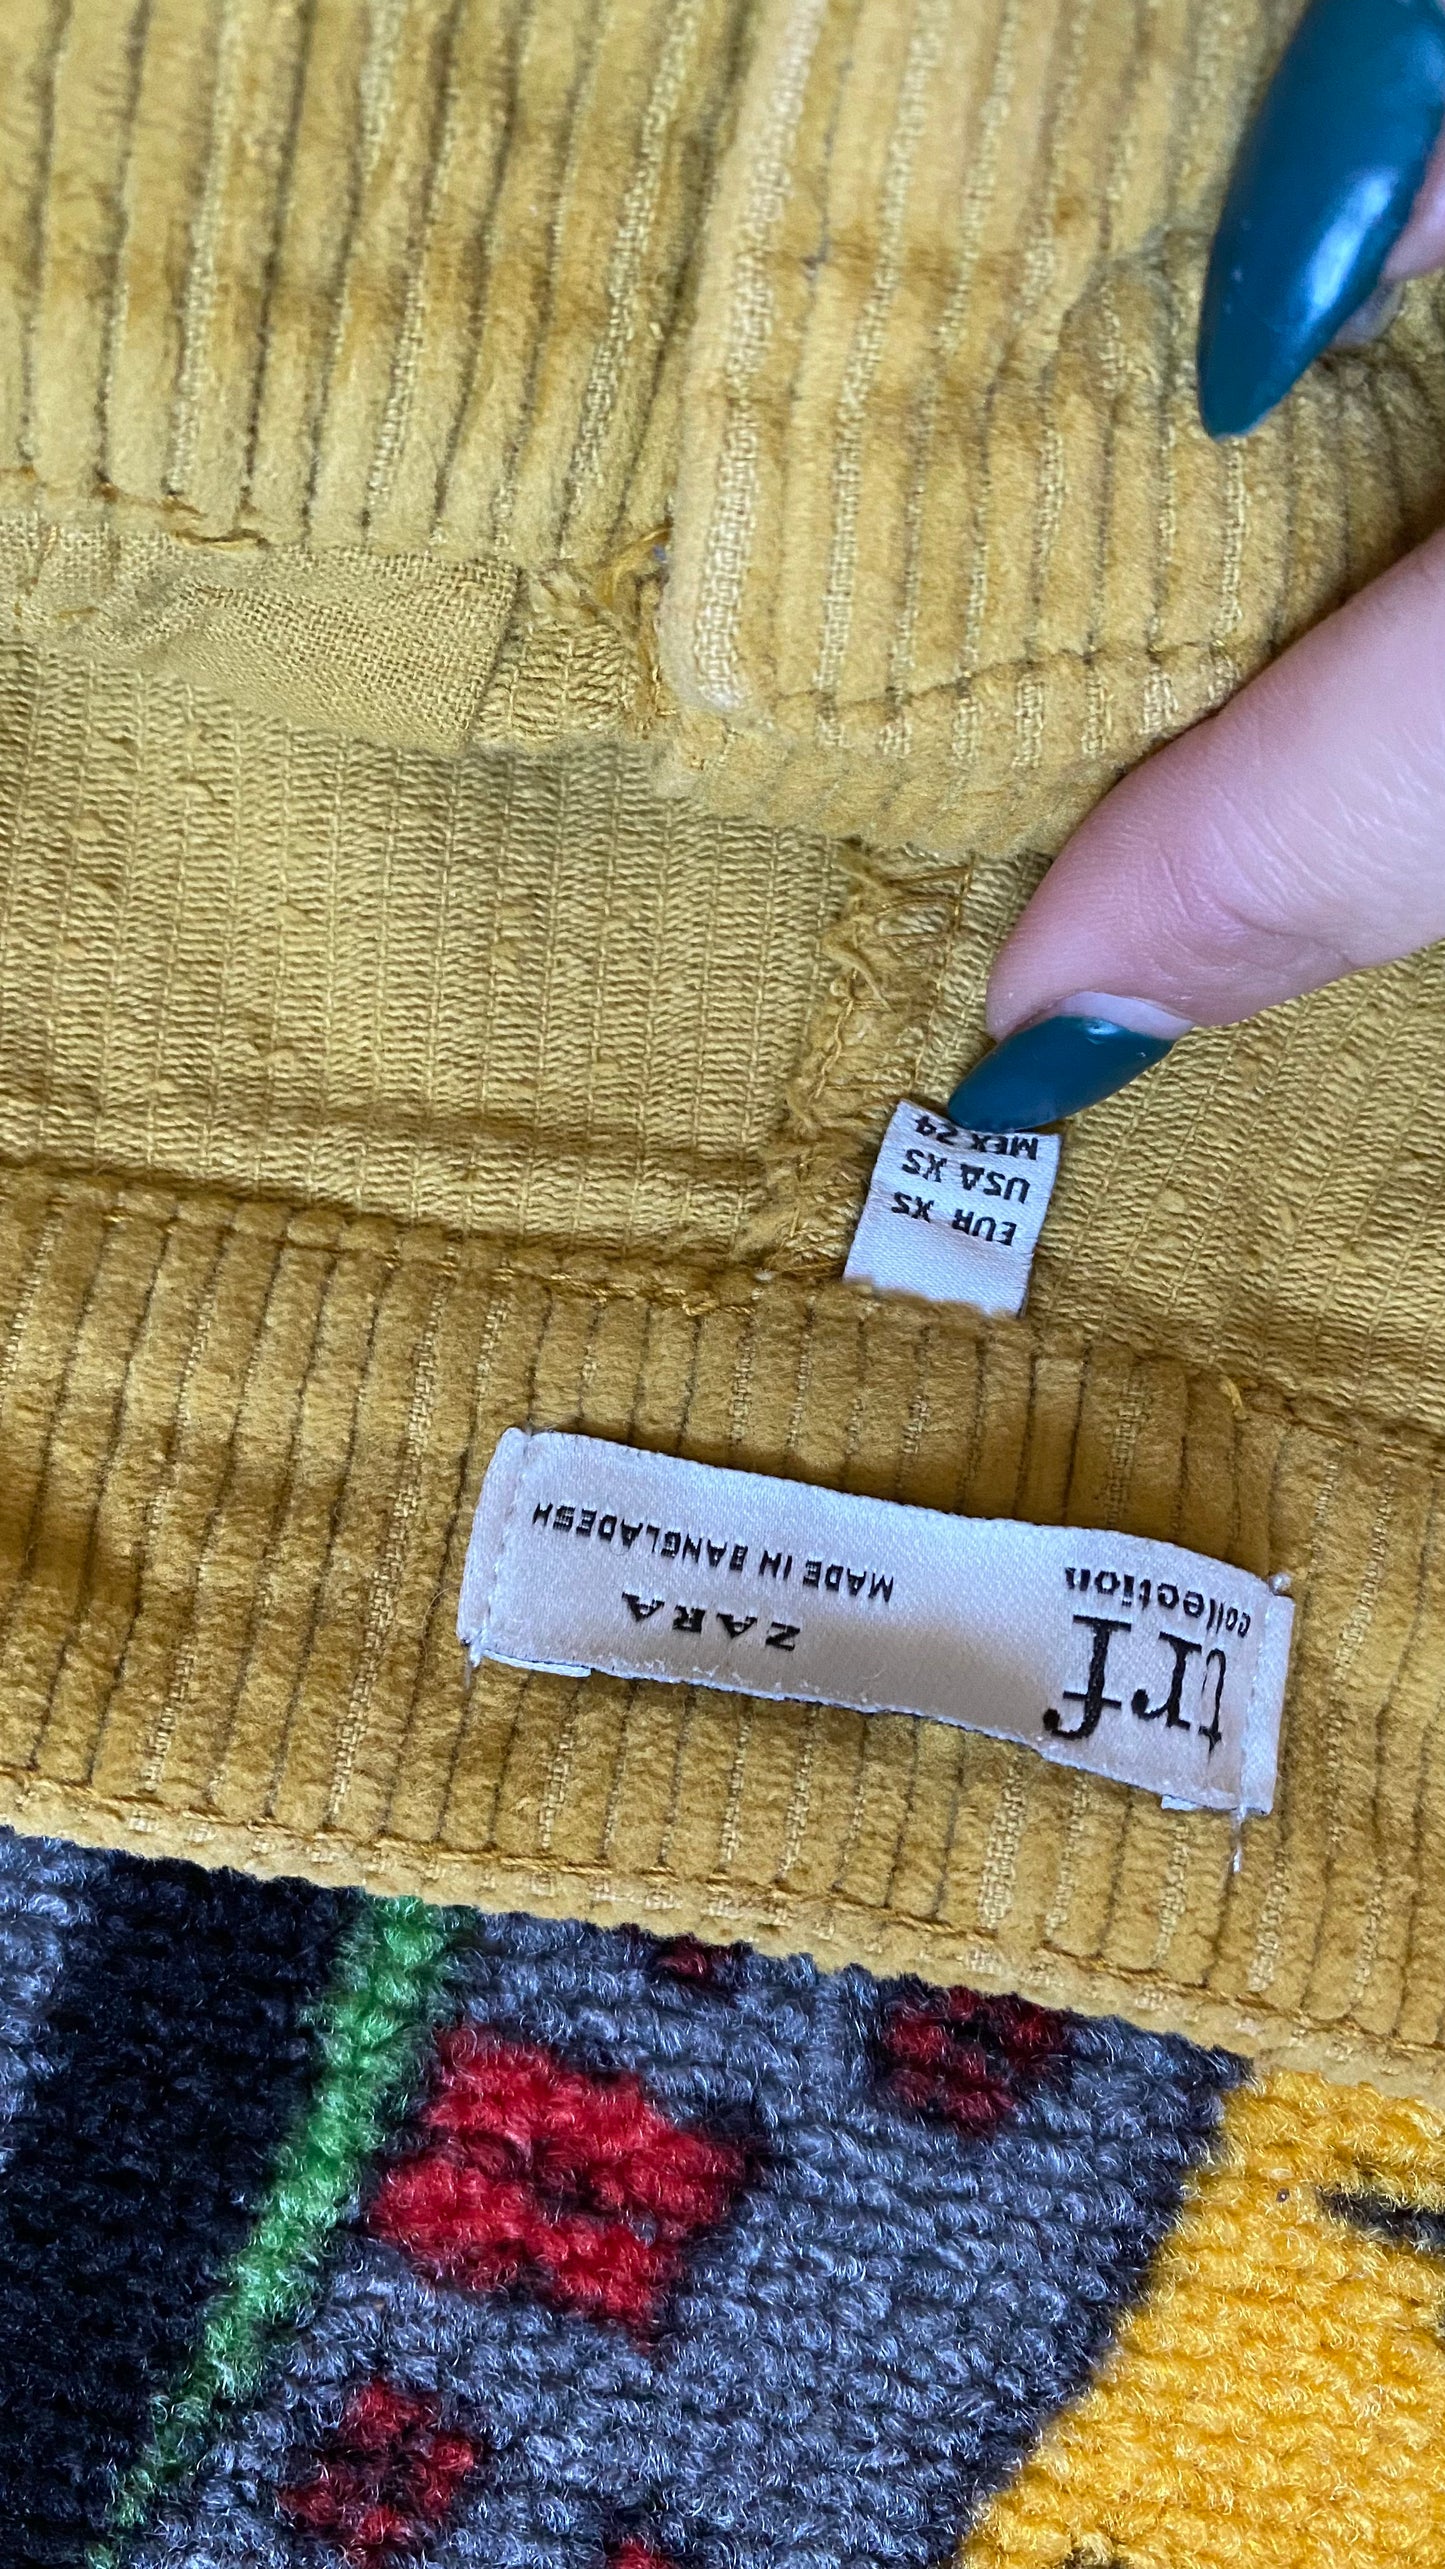 EUR XS
USA XS
MEX 24
trf
collection
ZARA
MADE IN BANGLADESH